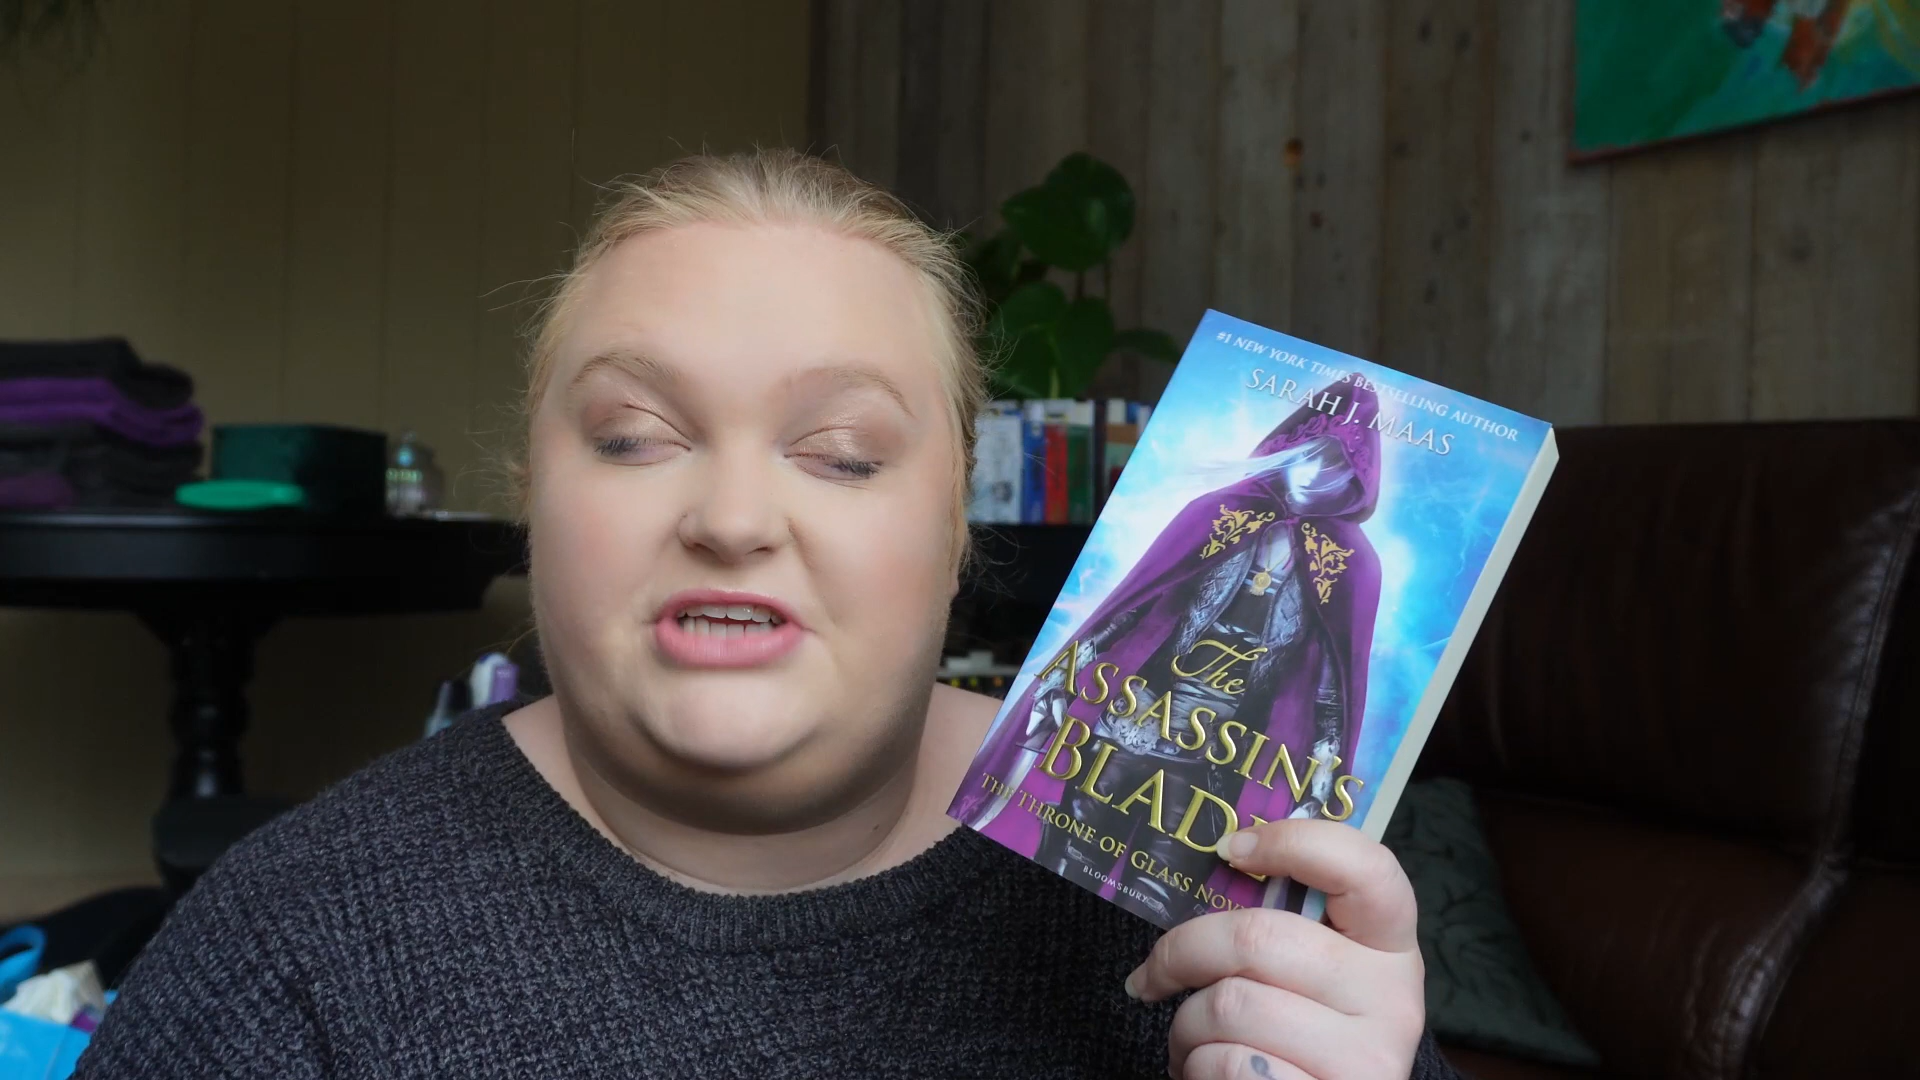 #1 NEW YORK TIMES BESTSELLING AUTHOR
SARAH J. MAAS
The
ASSASSIN'S
BLADE
THE THRONE OF GLASS NOV
BLOOMSBURY